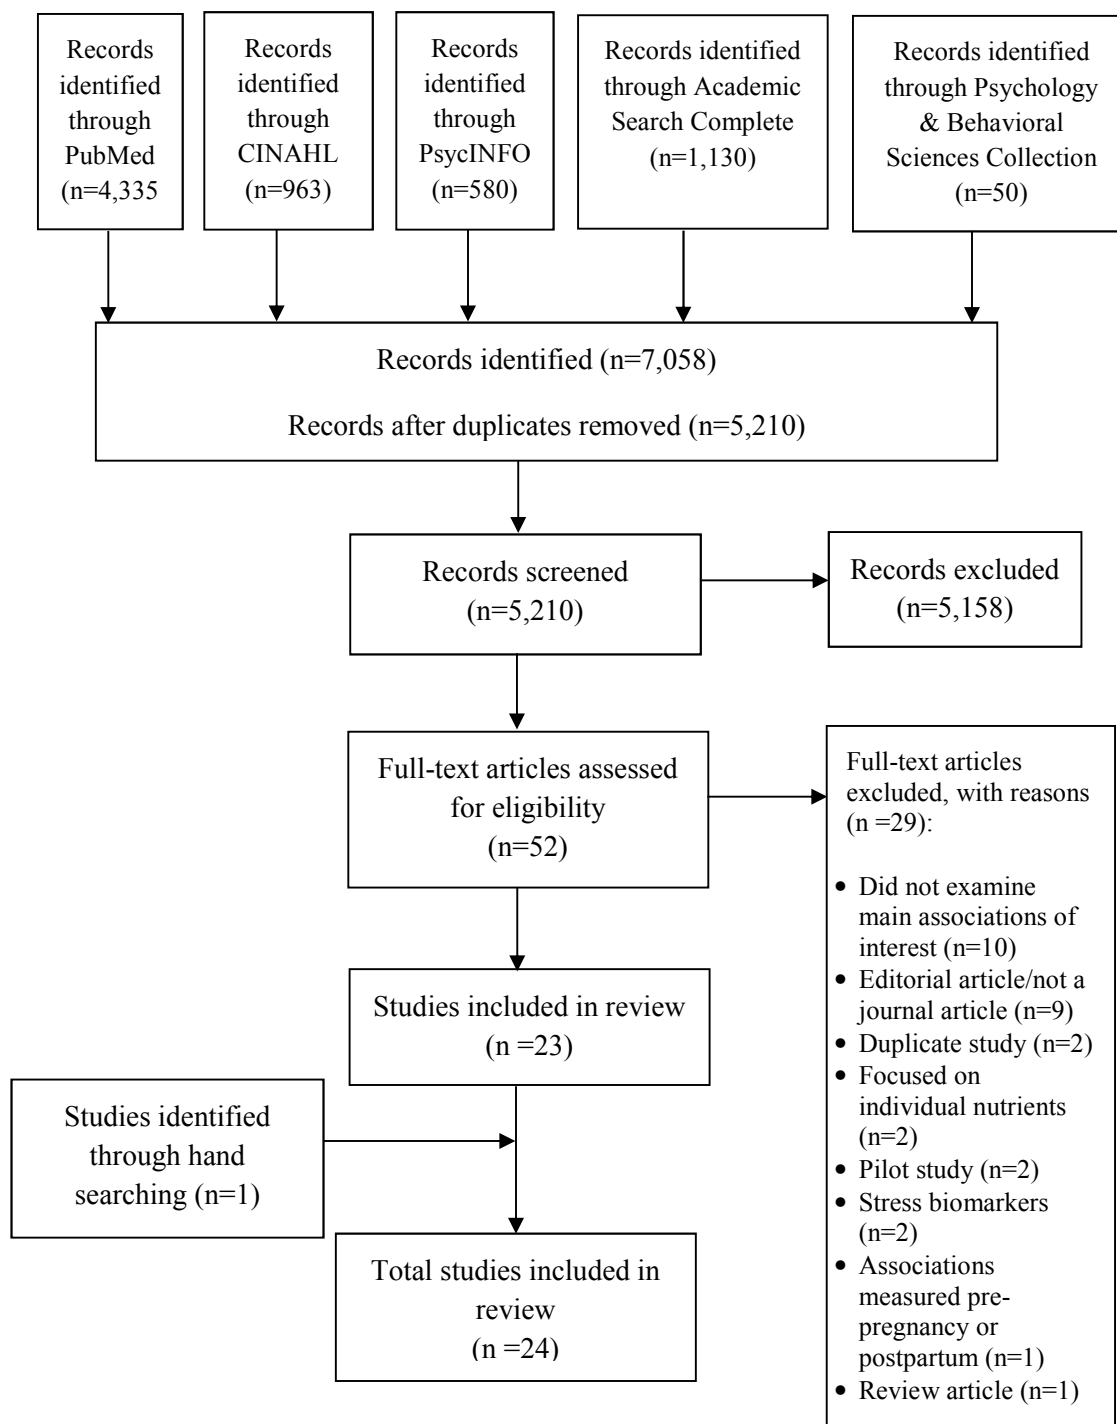 Records
identified
through
PubMed
(n=4,335
Records
identified
through
CINAHL
(n=963)
Records
identified
through
PsycINFO
(n=580)
Records identified
through Academic
Search Complete
(n=1,130)
Records identified
through Psychology
& Behavioral
Sciences Collection
(n=50)
Records identified (n=7,058)
Records after duplicates removed (n=5,210)
Records screened
(n=5,210)
Records excluded
(n=5,158)
Full-text articles assessed
for eligibility
(n=52)
Full-text articles
excluded, with reasons
(n =29):
• Did not examine
main associations of
interest (n=10)
• Editorial article/not a
journal article (n=9)
• Duplicate study (n=2)
• Focused on
individual nutrients
(n=2)
• Pilot study (n=2)
• Stress biomarkers
(n=2)
• Associations
measured pre-
pregnancy or
postpartum (n=1)
• Review article (n=1)
Studies included in review
(n =23)
Studies identified
through hand
searching (n=1)
Total studies included in
review
(n =24)